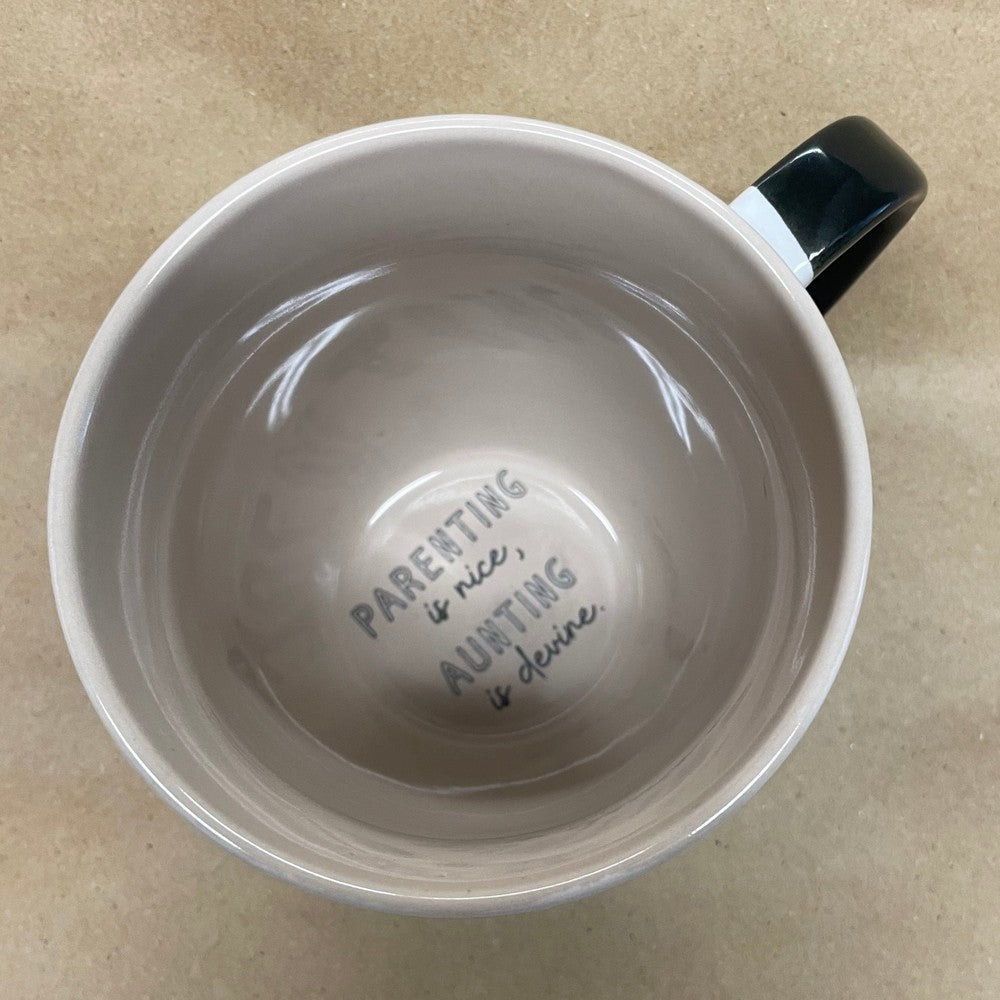 PARENTING
is nice,
AUNTING
is devine.